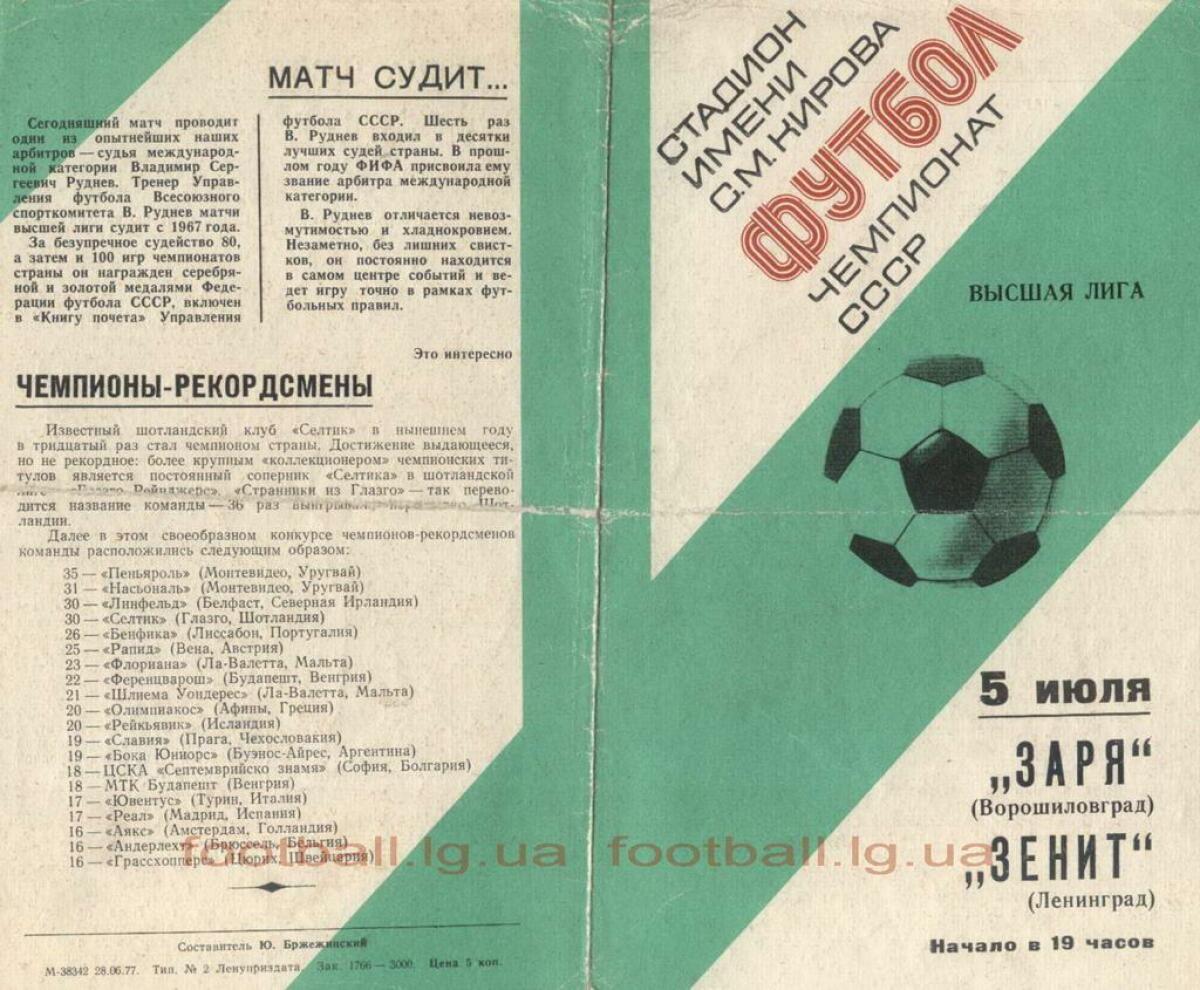 МАТЧ СУДИТ...
Сегодняшний матч проводит
один из опытнейших наших
арбитров — судья международ-
ной категории Владимир Сер-
геевич Руднев. Тренер Управ-
ления футбола Всесоюзного
спорткомитета В. Руднев матчи
высшей лиги судит с 1967 года.
За безупречное судейство 80,
а затем и 100 игр чемпионатов
страны он награжден серебря-
ной и золотой медалями Феде-
рации футбола СССР, включен
в «Книгу почета» Управления
футбола СССР. Шесть раз
В. Руднев входил в десятки
лучших судей страны. В прош-
лом году ФИФА присвоила ему
звание арбитра международной
категории.
В. Руднев отличается невоз-
мутимостью и хладнокровием.
Незаметно, без лишних свист-
ков, он постоянно находится
в самом центре событий и ве-
дет игру точно в рамках фут-
больных правил.
Это интересно
ЧЕМПИОНЫ-РЕКОРДСМЕНЫ
Известный шотландский клуб «Селтик» в нынешнем году
в тридцатый раз стал чемпионом страны. Достижение выдающееся,
но не рекордное: более крупным «коллекционером» чемпионских ти-
тулов является постоянный соперник «Селтика» в шотландской
«Глазго Рейнджерс». «Странники из Глазго» — так перево-
дится название команды — 36 раз Шот-
ландии.
Далее в этом своеобразном конкурсе чемпионов-рекордсменов
команды расположились следующим образом:
35 — «Пеньяроль» (Монтевидео, Уругвай)
31 — «Насьональ» (Монтевидео, Уругвай)
30 — «Линфельд» (Белфаст, Северная Ирландия)
30 — «Селтик» (Глазго, Шотландия)
26 — «Бенфика» (Лиссабон, Португалия)
25 — «Рапид» (Вена, Австрия)
23 — «Флориана» (Ла-Валетта, Мальта)
22 — «Ференцварош» (Будапешт, Венгрия)
21 — «Шлиема Уондерес» (Ла-Валетта, Мальта)
20 — «Олимпиакос» (Афины, Греция)
20 — «Рейкьявик» (Исландия)
19 — «Славия» (Прага, Чехословакия)
19 — «Бока Юниорс» (Буэнос-Айрес, Аргентина)
18 — ЦСКА «Септемврийско знамя» (София, Болгария)
18 — МТК Будапешт (Венгрия)
17 — «Ювентус» (Турин, Италия)
17 — «Реал» (Мадрид, Испания)
16 — «Аякс» (Амстердам, Голландия)
16 — «Андерлехт» (Брюссель, Бельгия)
16 — «Грассхопперс» (Цюрих, Швейцария)
Составитель Ю. Бржежинский
М-38342 28.06.77. Тип. № 2 Ленуприздата. Зак. 1766 — 3000. Цена 5 коп.
СТАДИОН
ИМЕНИ
С.М.КИРОВА
ФУТБОЛ
ЧЕМПИОНАТ
СССР
ВЫСШАЯ ЛИГА
5 июля
„ЗАРЯ“
(Ворошиловград)
„ЗЕНИТ“
(Ленинград)
Начало в 19 часов
football.lg.ua football.lg.ua